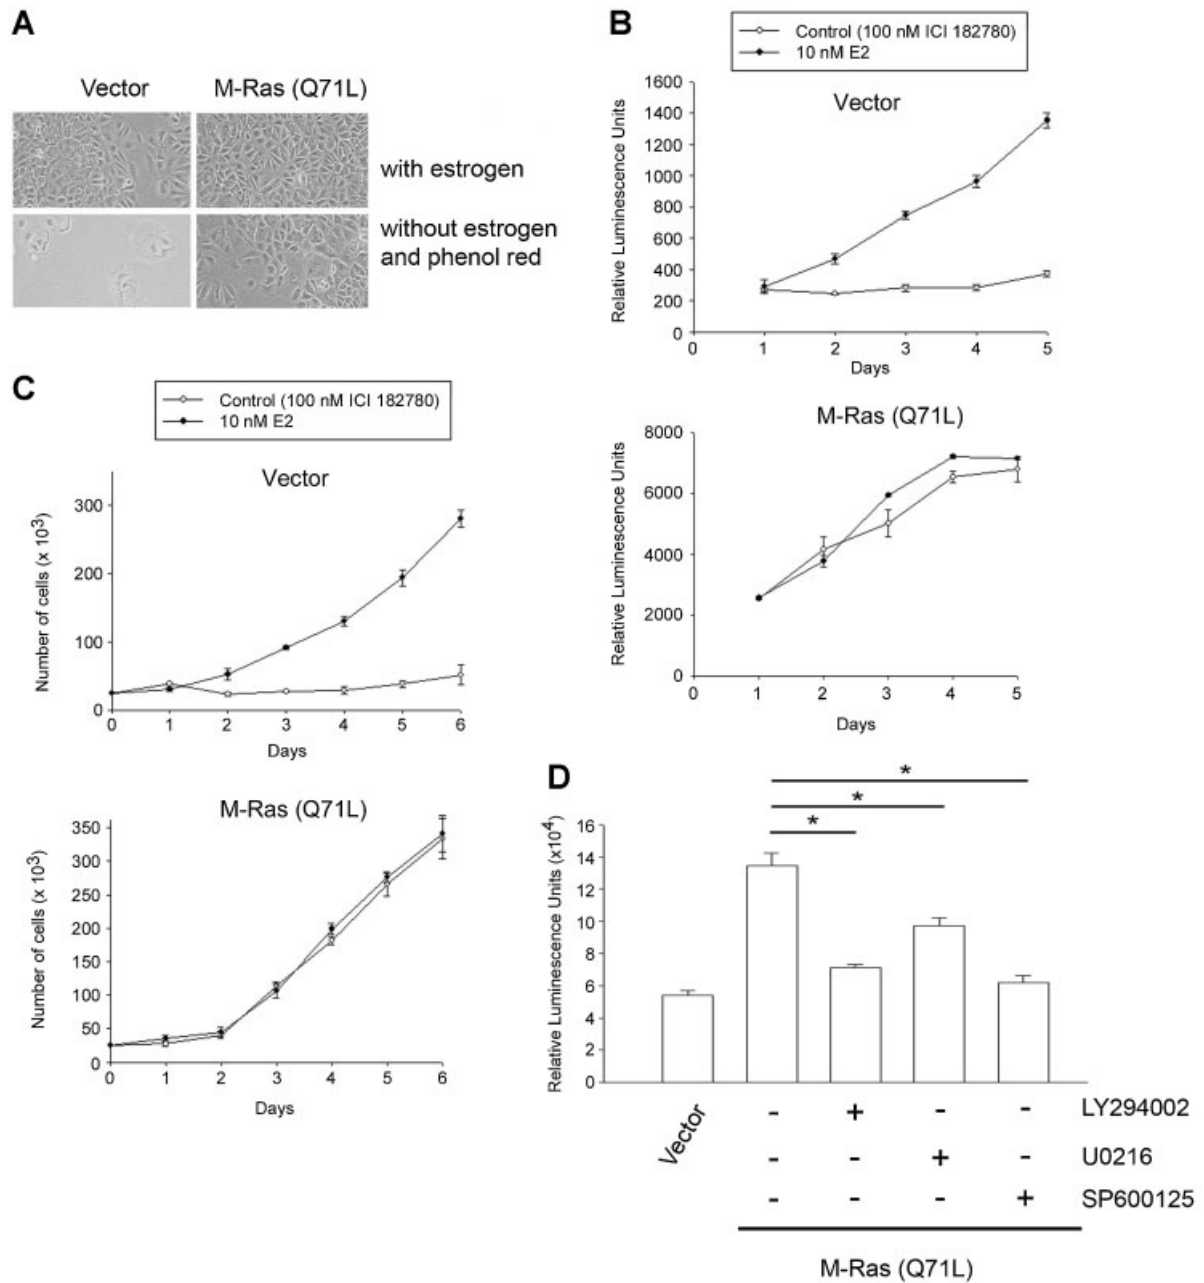 A
Vector M-Ras (Q71L)
with estrogen
without estrogen
and phenol red
B
Control (100 nM ICI 182780)
10 nM E2
Vector
Relative Luminescence Units
1600
1400
1200
1000
800
600
400
200
0
0 1 2 3 4 5
Days
M-Ras (Q71L)
Relative Luminescence Units
8000
6000
4000
2000
0
0 1 2 3 4 5
Days
C
Control (100 nM ICI 182780)
10 nM E2
Vector
Number of cells (x 10³)
300
200
100
0
0 1 2 3 4 5 6
Days
M-Ras (Q71L)
Number of cells (x 10³)
350
300
250
200
150
100
50
0
0 1 2 3 4 5 6
Days
D
* * *
Relative Luminescence Units (x10⁴)
16
14
12
10
8
6
4
2
0
Vector
- + - - LY294002
- - + - U0216
- - - + SP600125
M-Ras (Q71L)